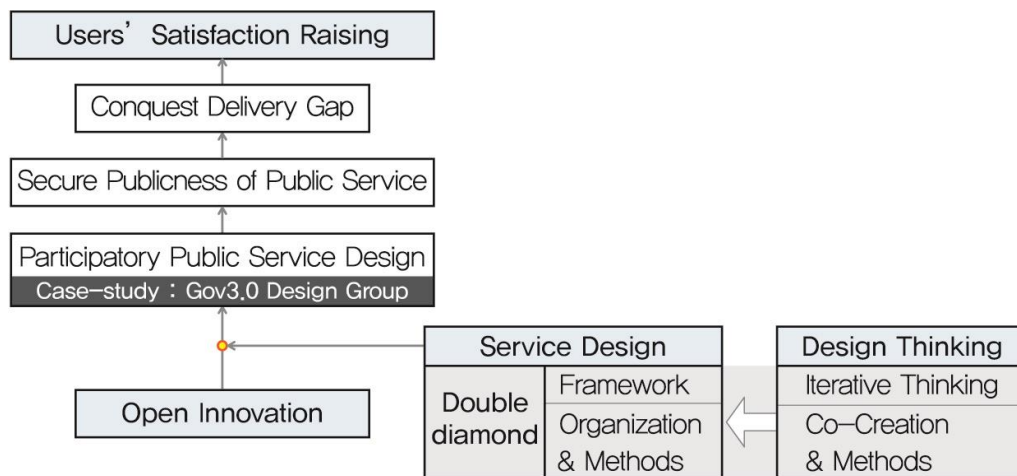 Users' Satisfaction Raising
Conquest Delivery Gap
Secure Publicness of Public Service
Participatory Public Service Design
Case-study : Gov3.0 Design Group
Open Innovation
Service Design
Double
diamond
Framework
Organization
& Methods
Design Thinking
Iterative Thinking
Co-Creation
& Methods